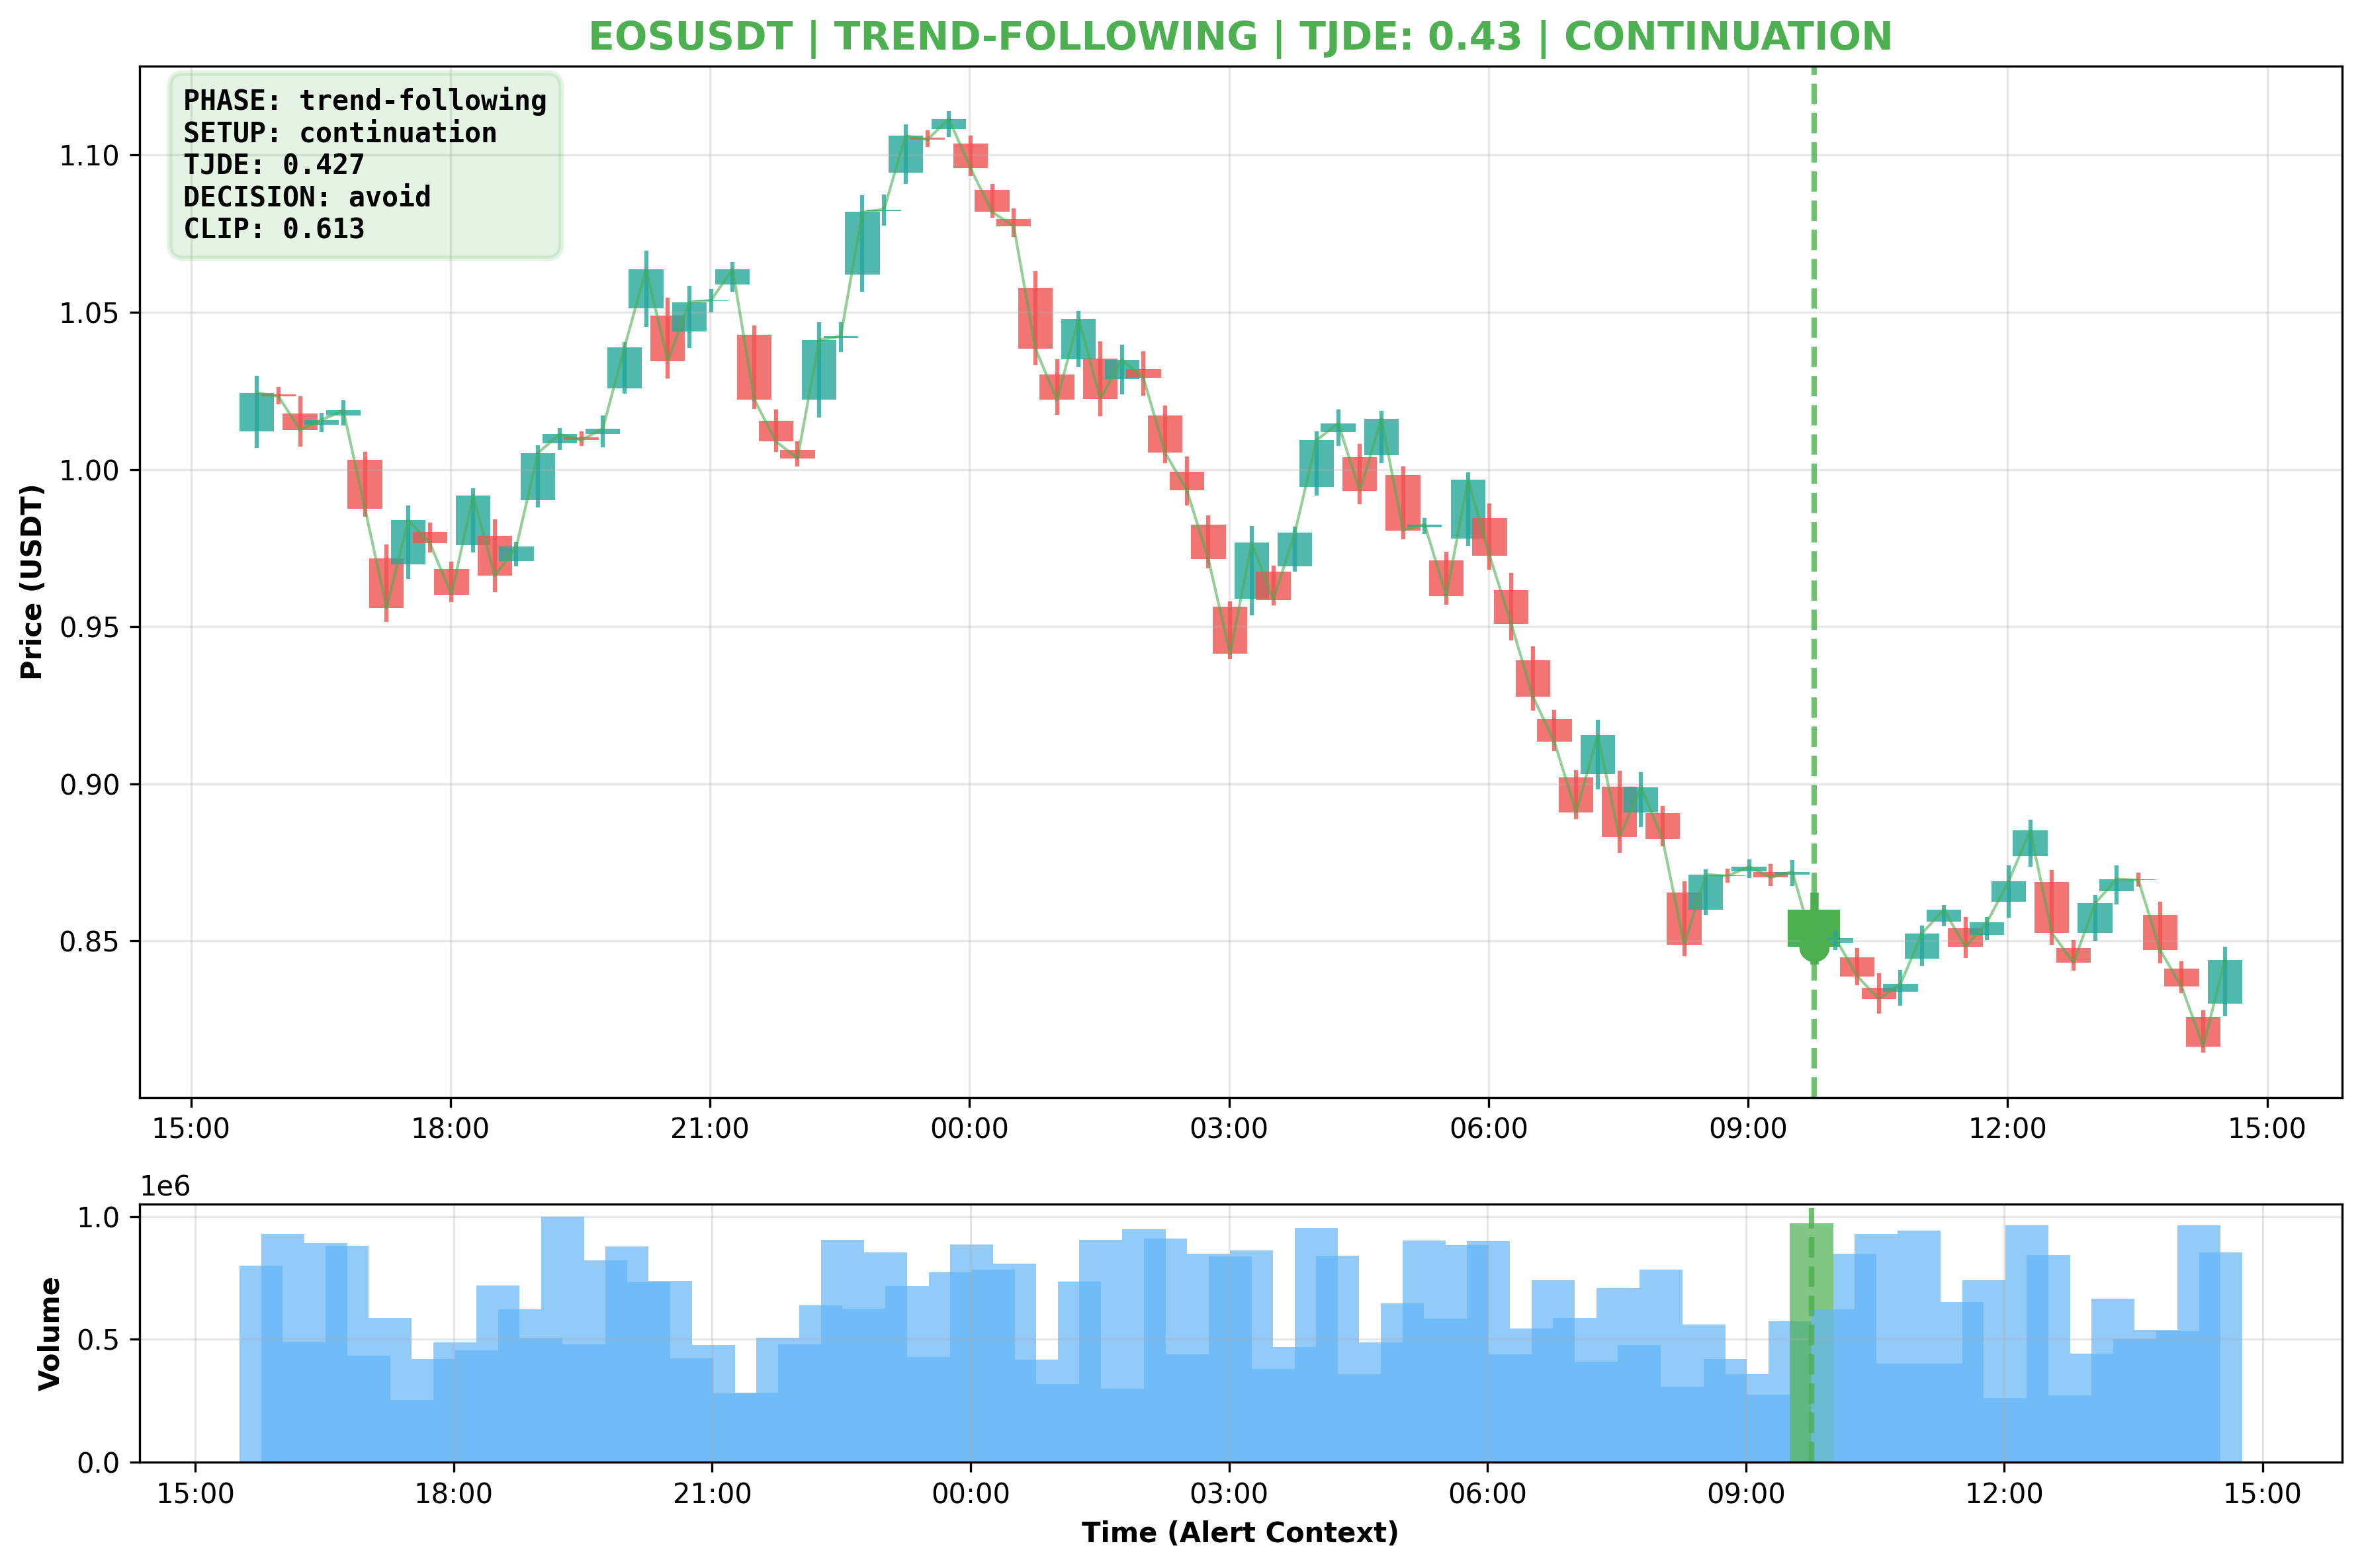 EOSUSDT | TREND-FOLLOWING | TJDE: 0.43 | CONTINUATION
PHASE: trend-following
SETUP: continuation
TJDE: 0.427
DECISION: avoid
CLIP: 0.613
Price (USDT)
1.10
1.05
1.00
0.95
0.90
0.85
15:00 18:00 21:00 00:00 03:00 06:00 09:00 12:00 15:00
1e6
Volume
1.0
0.5
0.0
15:00 18:00 21:00 00:00 03:00 06:00 09:00 12:00 15:00
Time (Alert Context)